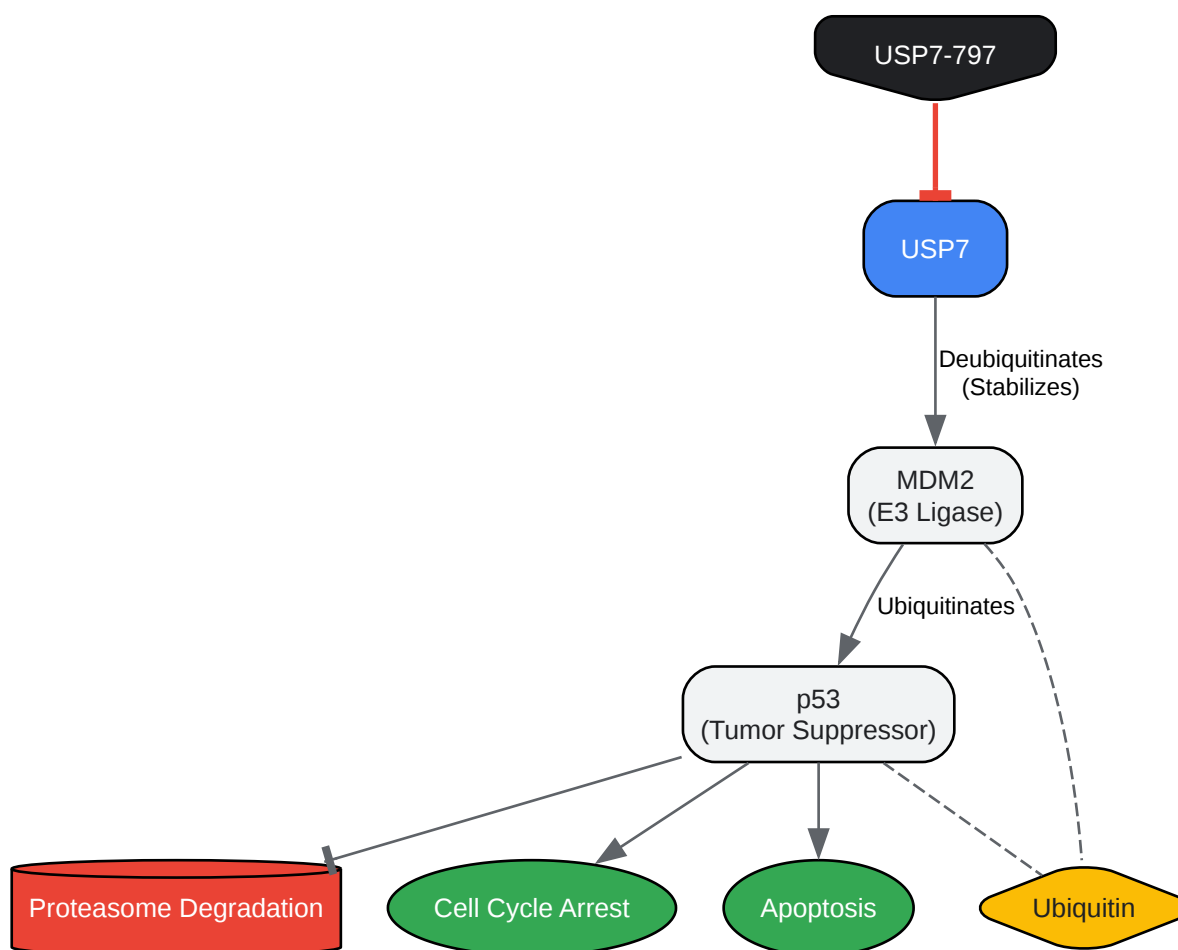 USP7-797
USP7
Deubiquitinates
(Stabilizes)
MDM2
(E3 Ligase)
Ubiquitinates
p53
(Tumor Suppressor)
Proteasome Degradation
Cell Cycle Arrest
Apoptosis
Ubiquitin